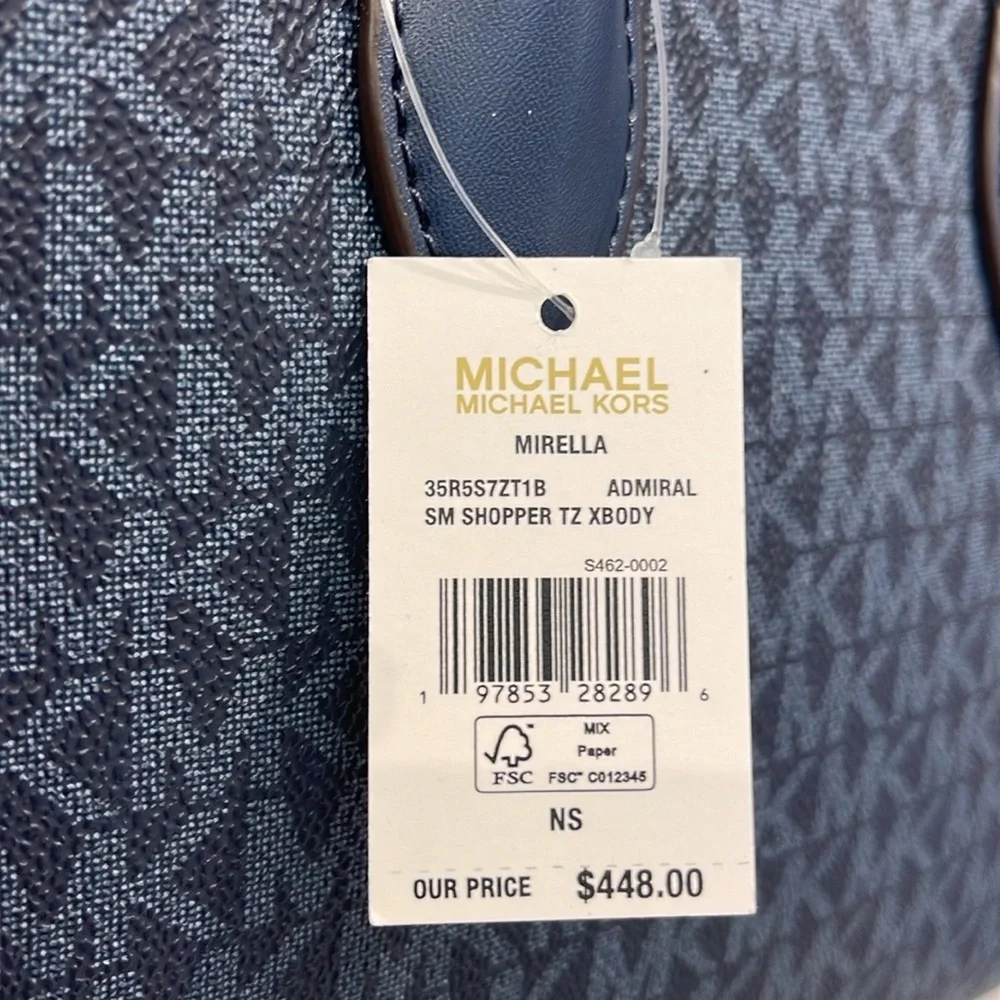 MICHAEL
MICHAEL KORS
MIRELLA
35R5S7ZT1B ADMIRAL
SM SHOPPER TZ XBODY
S462-0002
1 97853 28289 6
FSC
MIX
Paper
FSC™ C012345
NS
OUR PRICE $448.00